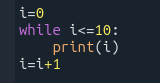 i=0
while i<=10:
    print(i)
i=i+1